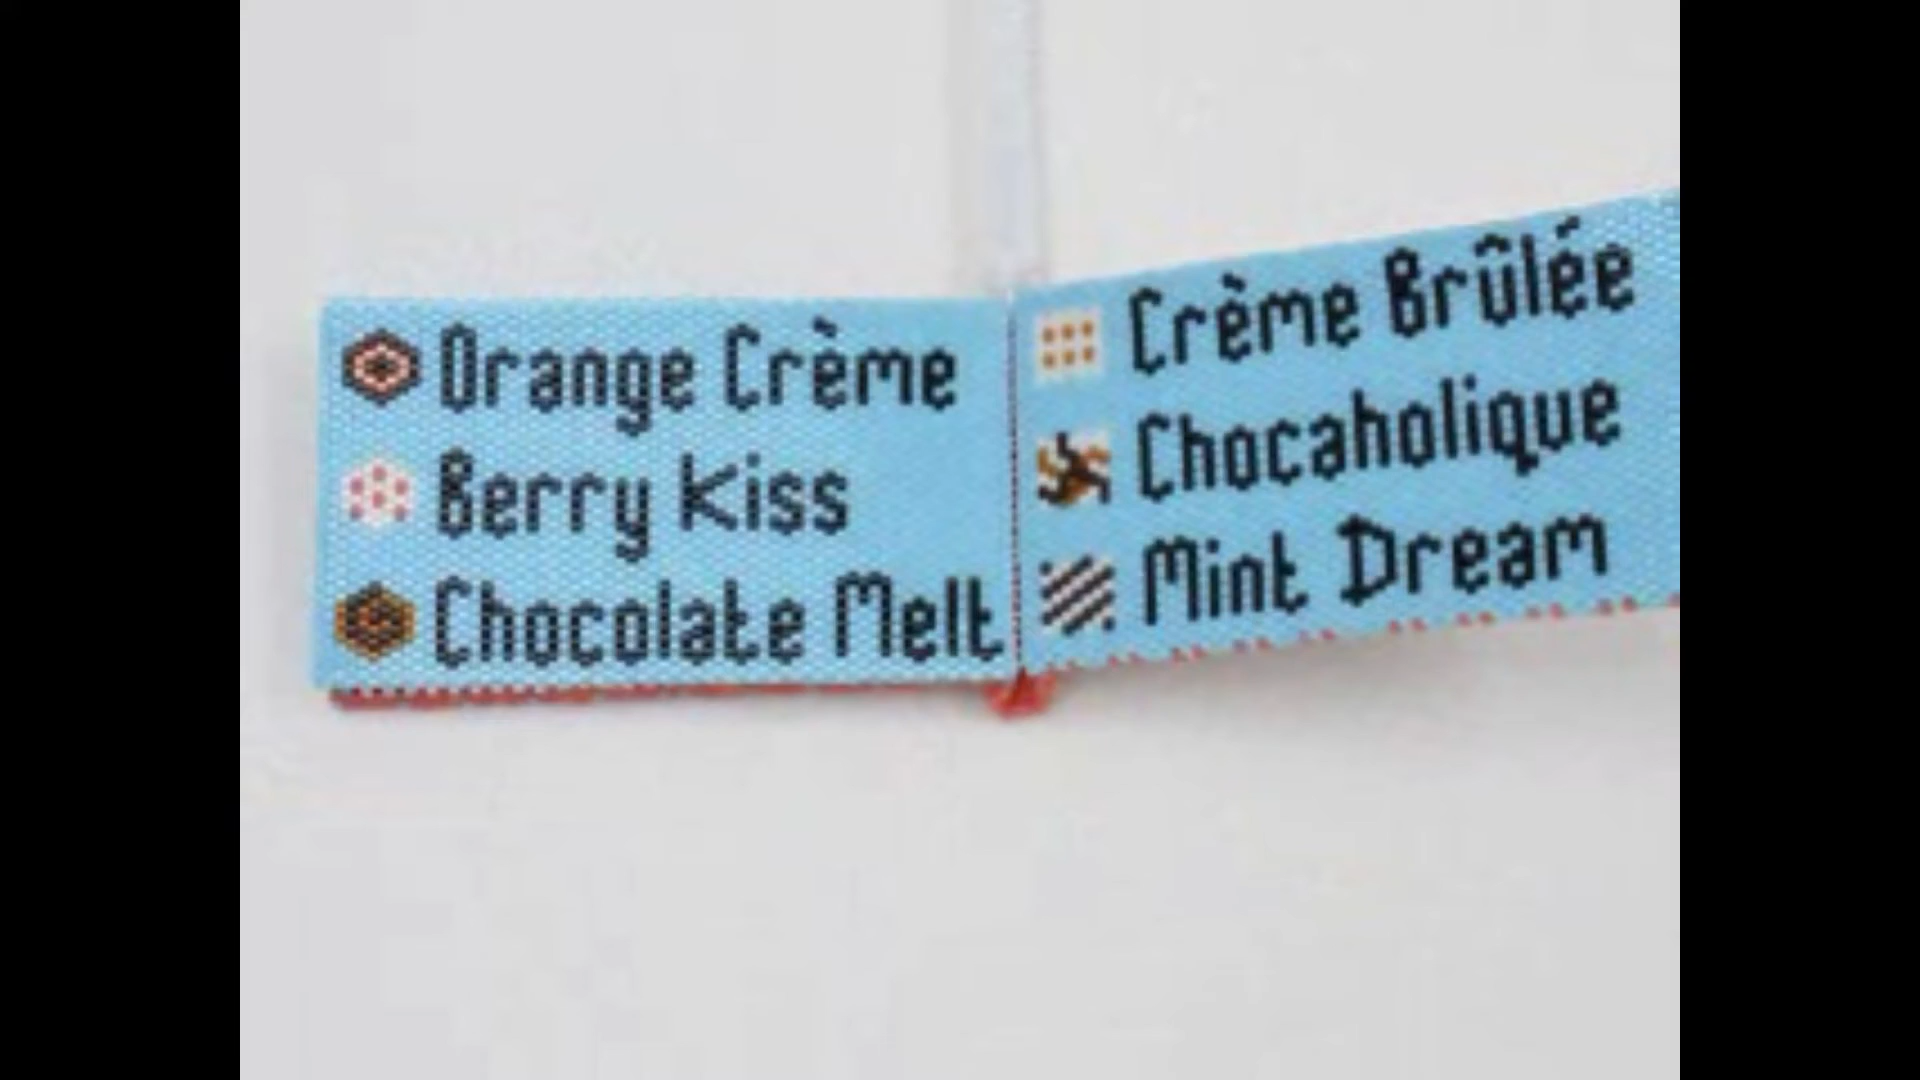 Orange Crème
Berry Kiss
Chocolate Melt
Crème Brûlée
Chocaholique
Mint Dream